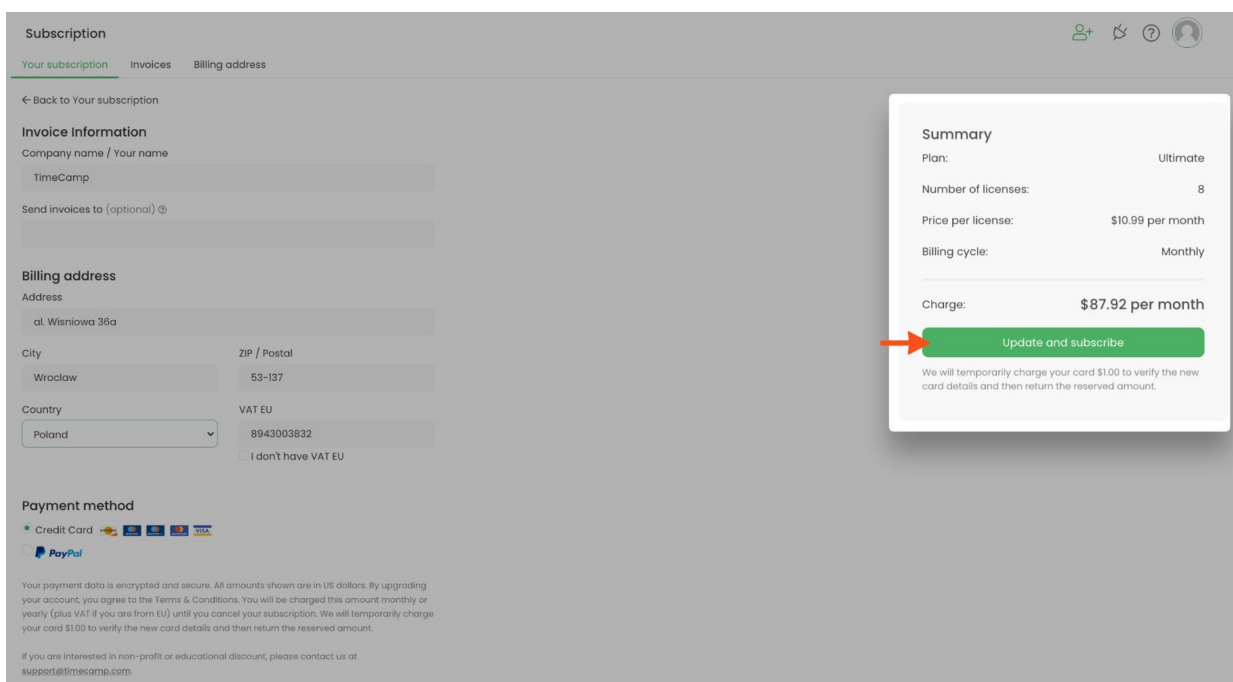 Subscription
Your subscription Invoices Billing address
← Back to Your subscription
Invoice Information
Company name / Your name
TimeCamp
Send invoices to (optional)
Billing address
Address
al. Wisniowa 36a
City ZIP / Postal
Wroclaw 53-137
Country VAT EU
Poland 8943003832
I don't have VAT EU
Payment method
Credit Card VISA
PayPal
Your payment data is encrypted and secure. All amounts shown are in US dollars. By upgrading
your account, you agree to the Terms & Conditions. You will be charged this amount monthly or
yearly (plus VAT if you are from EU) until you cancel your subscription. We will temporarily charge
your card $1.00 to verify the new card details and then return the reserved amount.
If you are interested in non-profit or educational discount, please contact us at
support@timecamp.com.
Summary
Plan: Ultimate
Number of licenses: 8
Price per license: $10.99 per month
Billing cycle: Monthly
Charge: $87.92 per month
Update and subscribe
We will temporarily charge your card $1.00 to verify the new
card details and then return the reserved amount.